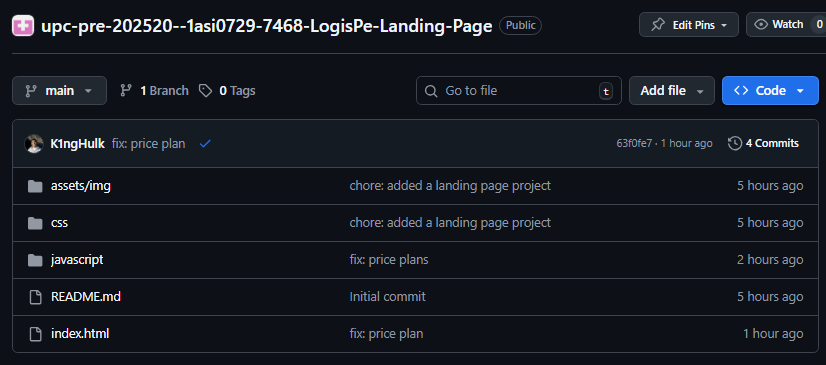 upc-pre-202520--1asi0729-7468-LogisPe-Landing-Page Public Edit Pins Watch 0
main 1 Branch 0 Tags Go to file t Add file Code
K1ngHulk fix: price plan 63f0fe7 · 1 hour ago 4 Commits
assets/img chore: added a landing page project 5 hours ago
css chore: added a landing page project 5 hours ago
javascript fix: price plans 2 hours ago
README.md Initial commit 5 hours ago
index.html fix: price plan 1 hour ago